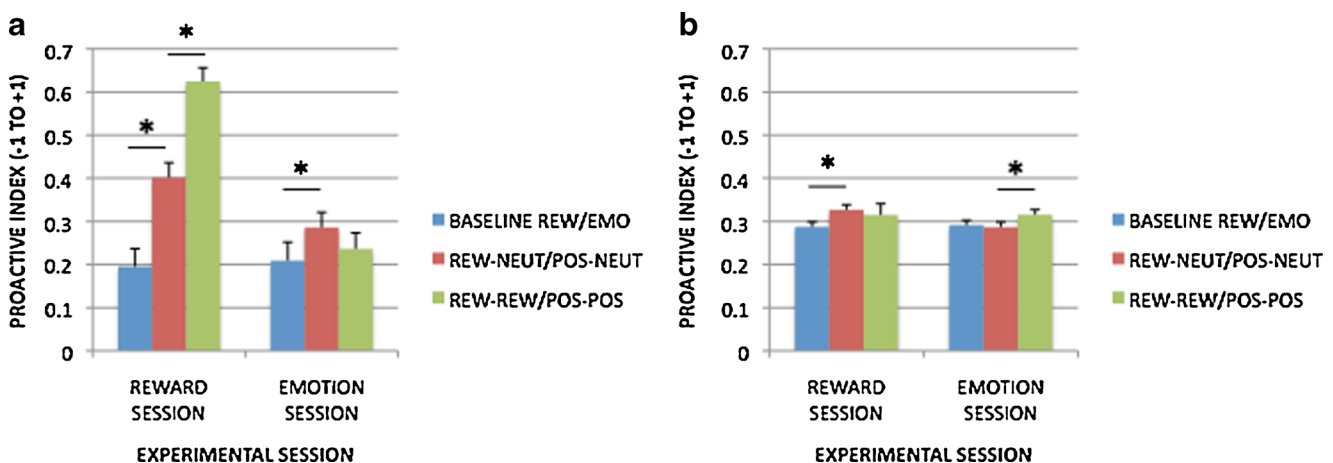 a
PROACTIVE INDEX (-1 TO +1)
0.7
0.6
0.5
0.4
0.3
0.2
0.1
0
*
*
*
REWARD
SESSION
EMOTION
SESSION
EXPERIMENTAL SESSION
BASELINE REW/EMO
REW-NEUT/POS-NEUT
REW-REW/POS-POS
b
PROACTIVE INDEX (-1 TO +1)
0.7
0.6
0.5
0.4
0.3
0.2
0.1
0
*
*
REWARD
SESSION
EMOTION
SESSION
EXPERIMENTAL SESSION
BASELINE REW/EMO
REW-NEUT/POS-NEUT
REW-REW/POS-POS